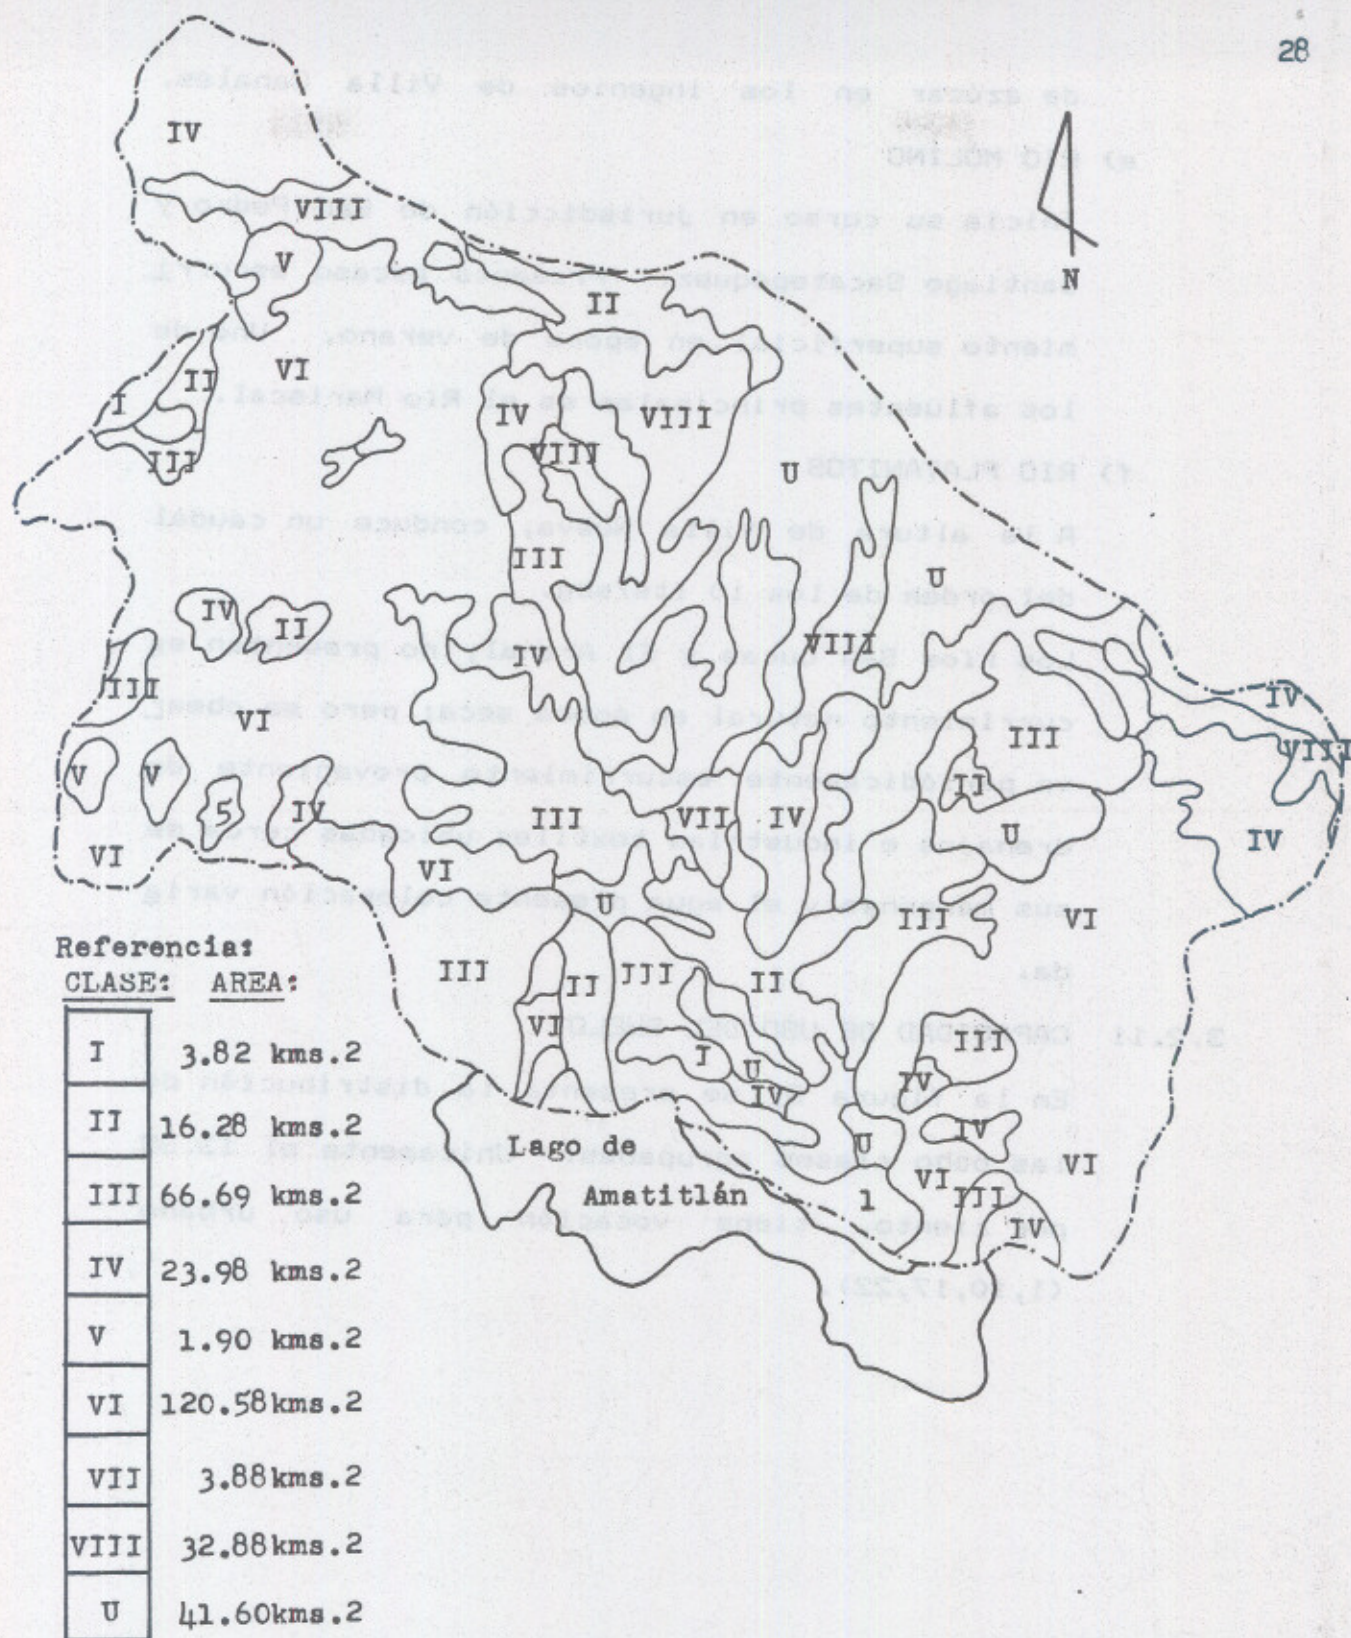 28
IV
VIII
N
V
II
VI
II
I
IV
VIII
VIII
III
U
III
U
IV
II
IV
VIII
III
IV
VI
III
VIII
V
V
5
IV
III
VII
IV
U
IV
VI
VI
U
III
VI
III
II
III
II
VI
I
U
III
IV
IV
IV
U
VI
VI
III
1
IV
Lago de
Amatitlán
Referencia:
CLASE: AREA:
I 3.82 kms.2
II 16.28 kms.2
III 66.69 kms.2
IV 23.98 kms.2
V 1.90 kms.2
VI 120.58kms.2
VII 3.88kms.2
VIII 32.88kms.2
U 41.60kms.2